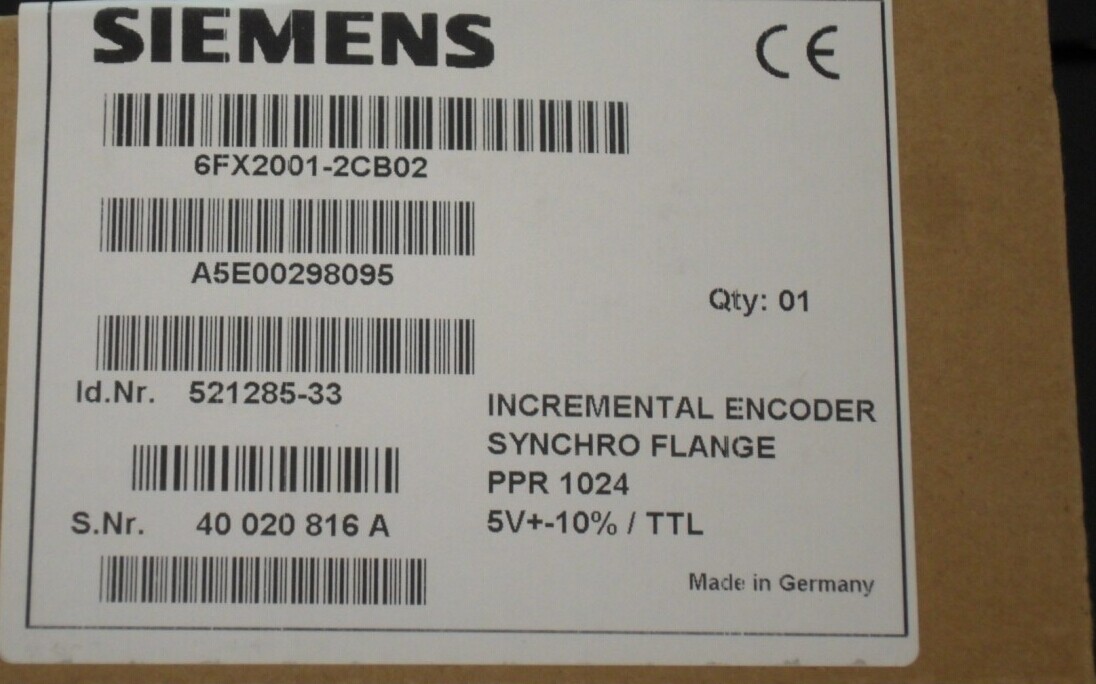 SIEMENS
CE
6FX2001-2CB02
A5E00298095
Qty: 01
Id.Nr. 521285-33
INCREMENTAL ENCODER
SYNCHRO FLANGE
PPR 1024
S.Nr. 40 020 816 A
5V+-10% / TTL
Made in Germany